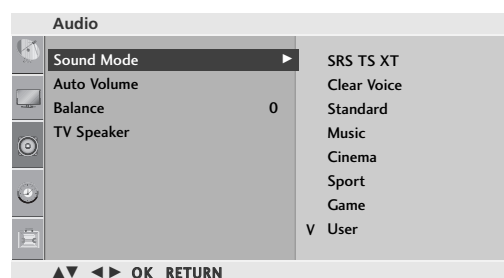 Audio
Sound Mode ►
Auto Volume
Balance 0
TV Speaker
SRS TS XT
Clear Voice
Standard
Music
Cinema
Sport
Game
V User
▲▼ ◄► OK RETURN